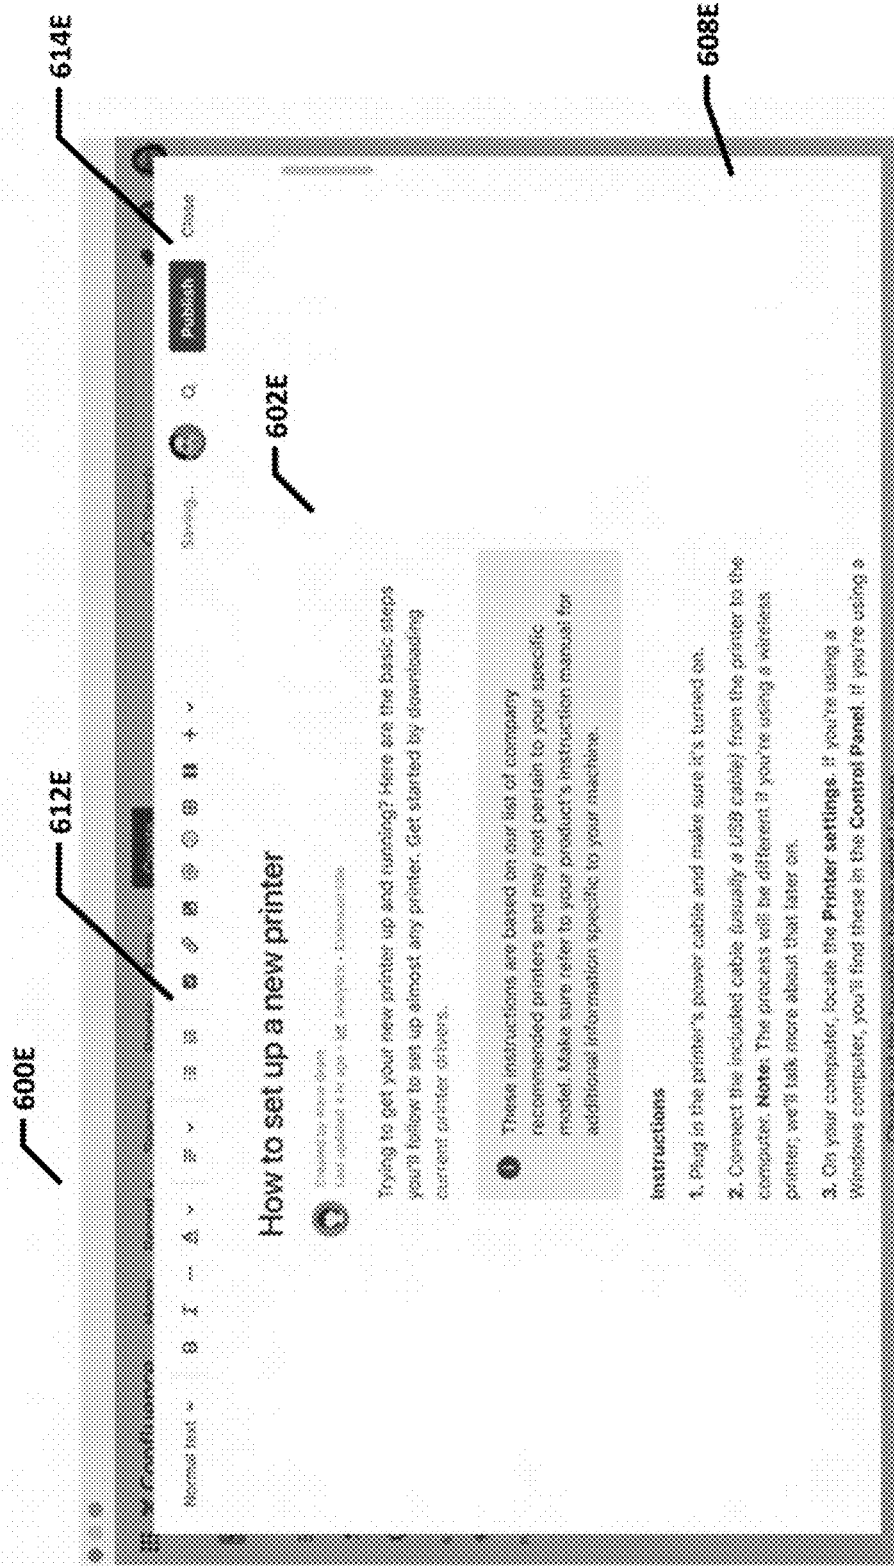 600E
612E
614E
Confluence
Normal text
B I ... A
Saving...
Publish
Close
602E
How to set up a new printer
Trying to get your new printer up and running? Here are the basic steps
you'll follow to set up almost any printer. Get started by downloading
current printer drivers.
These instructions are based on our list of company
recommended printers and may not pertain to your specific
model. Make sure refer to your product's instruction manual for
additional information specific to your machine.
Instructions
1. Plug in the printer's power cable and make sure it's turned on.
2. Connect the included cable (usually a USB cable) from the printer to the
computer. Note: The process will be different if you're using a wireless
printer, we'll talk more about that later on.
3. On your computer, locate the Printer settings. If you're using a
Windows computer, you'll find these in the Control Panel. If you're using a
608E